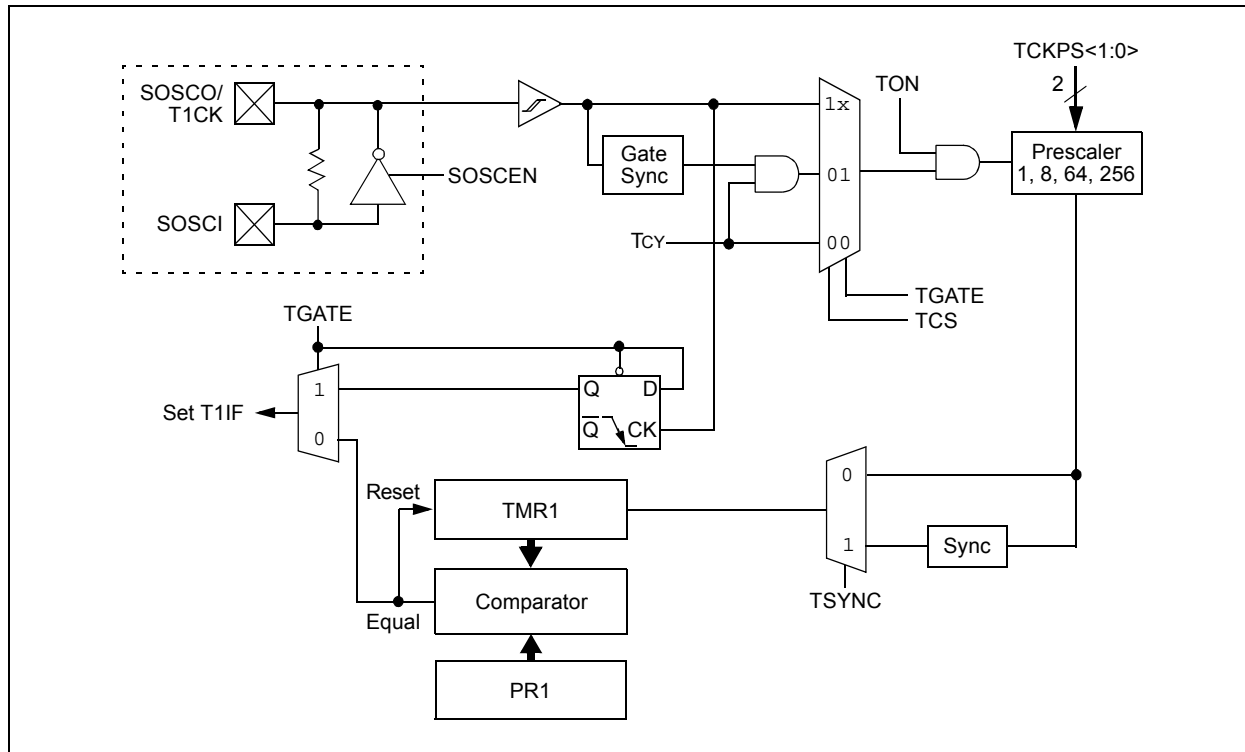 TCKPS<1:0>
SOSCO/
T1CK
TON
2
1x
Gate
Sync
Prescaler
1, 8, 64, 256
SOSCEN
01
SOSCI
TCY
00
TGATE
TCS
TGATE
1
Q
D
Set T1IF
Q
CK
0
Reset
TMR1
0
1
Sync
Comparator
TSYNC
Equal
PR1